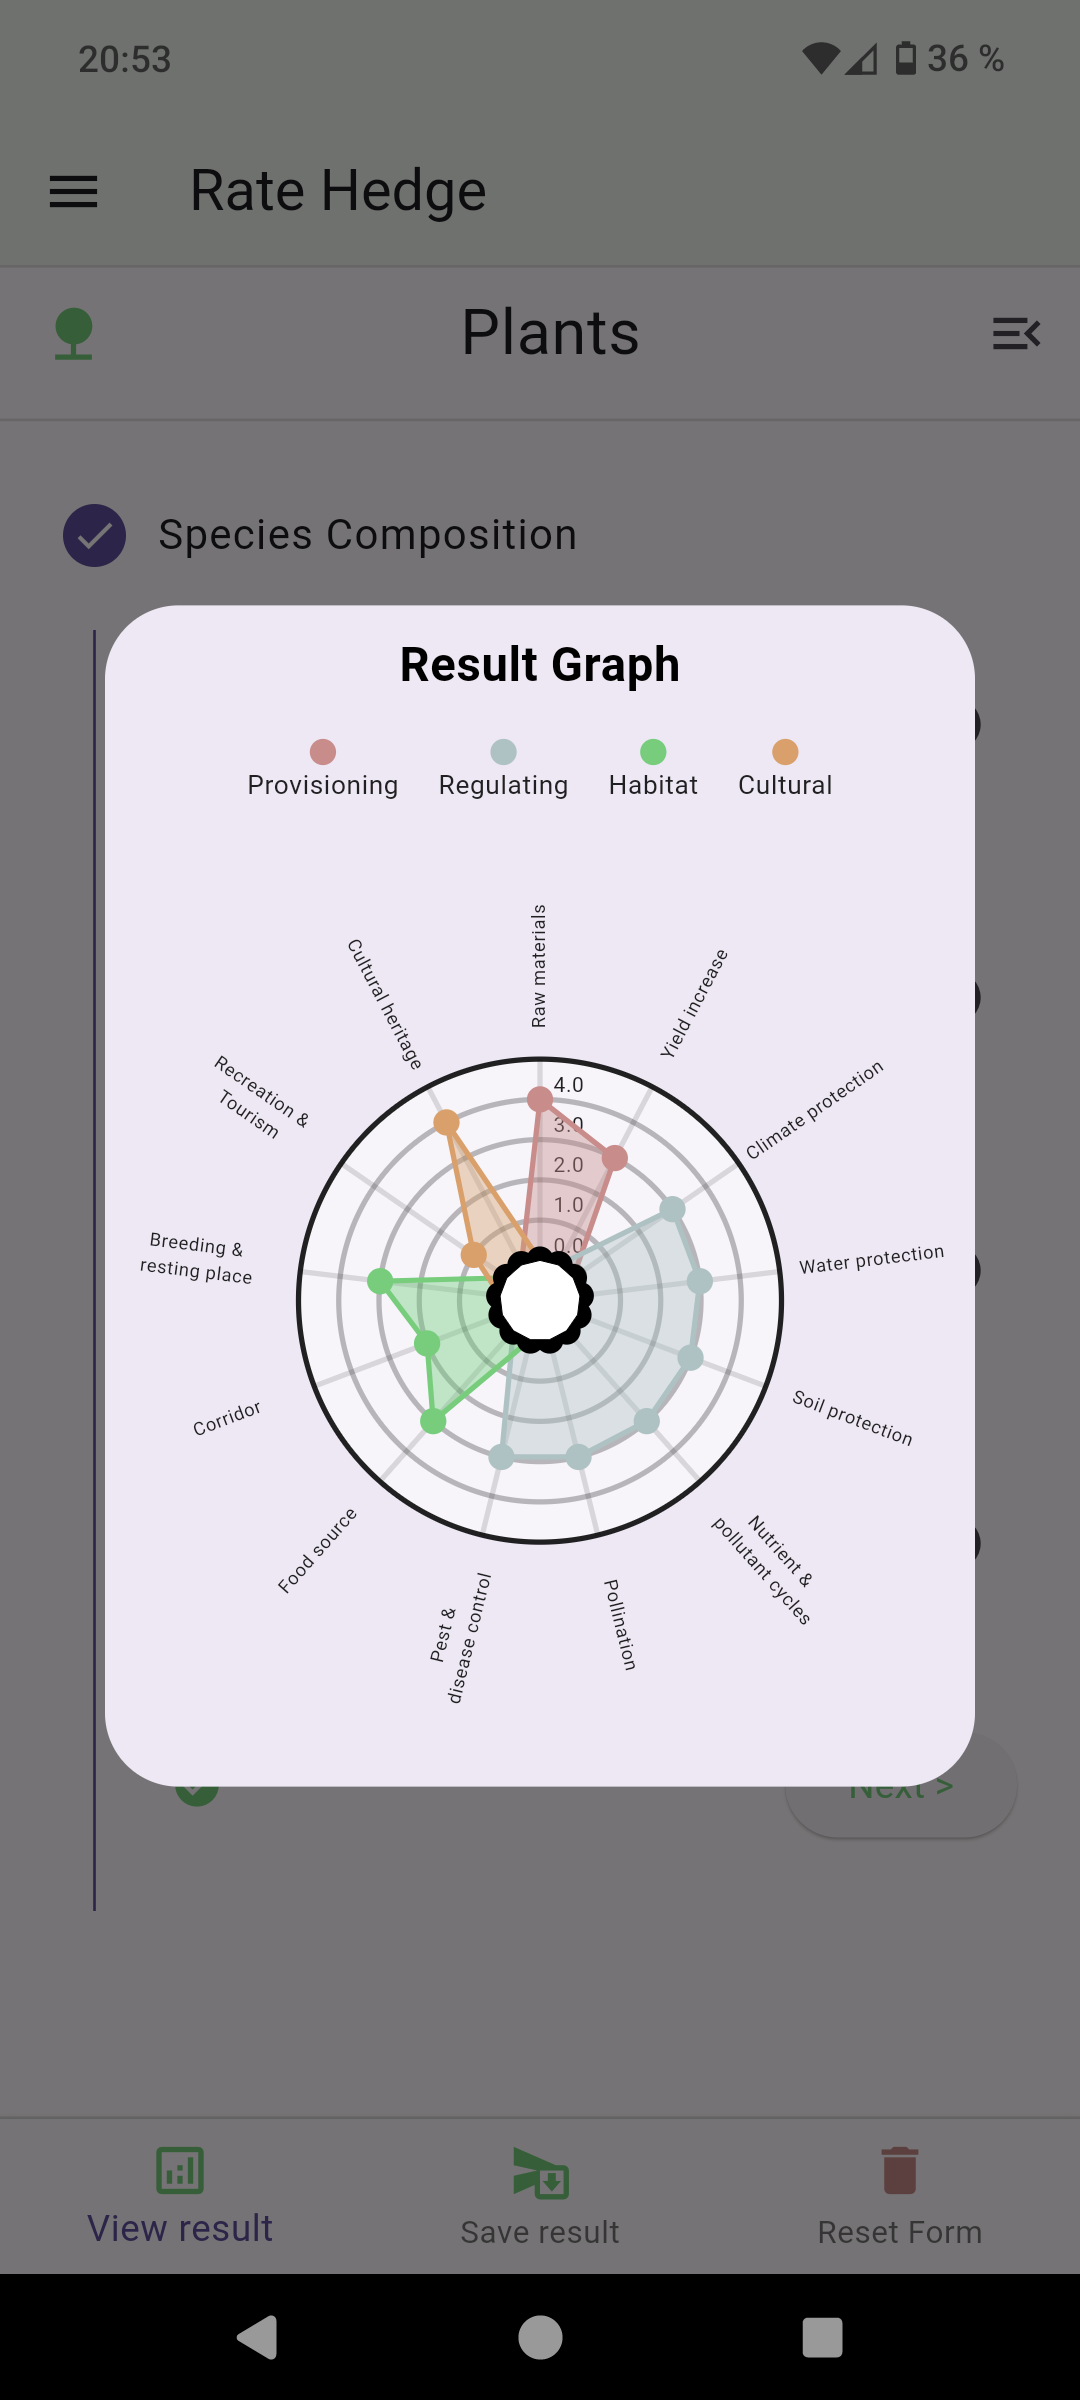 20:53
36 %
Rate Hedge
Plants
Species Composition
Result Graph
Provisioning
Regulating
Habitat
Cultural
Raw materials
Yield increase
Climate protection
Water protection
Soil protection
Nutrient &
pollutant cycles
Pollination
Pest &
disease control
Food source
Corridor
Breeding &
resting place
Recreation &
Tourism
Cultural heritage
4.0
3.0
2.0
1.0
0.0
Next >
View result
Save result
Reset Form